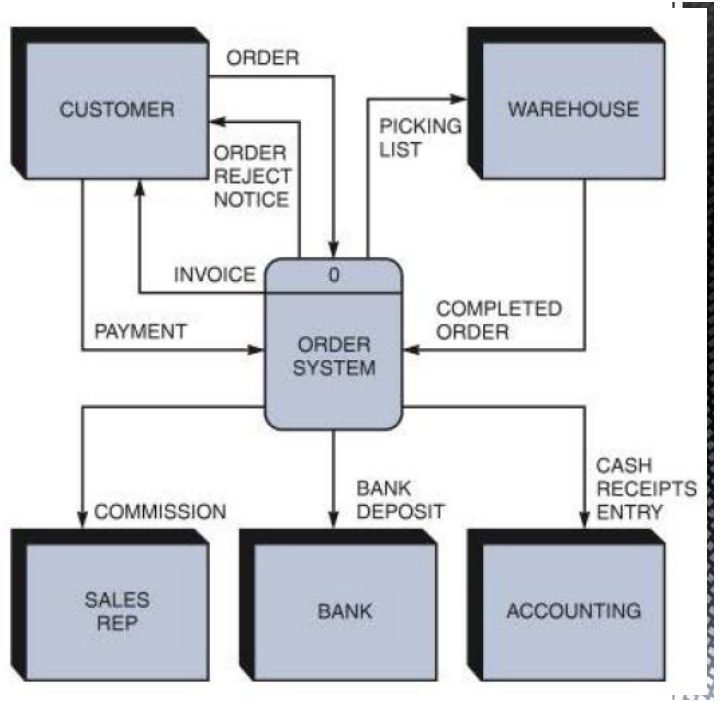 ORDER
CUSTOMER
WAREHOUSE
PICKING
LIST
ORDER
REJECT
NOTICE
INVOICE
0
COMPLETED
ORDER
PAYMENT
ORDER
SYSTEM
COMMISSION
BANK
DEPOSIT
CASH
RECEIPTS
ENTRY
SALES
REP
BANK
ACCOUNTING